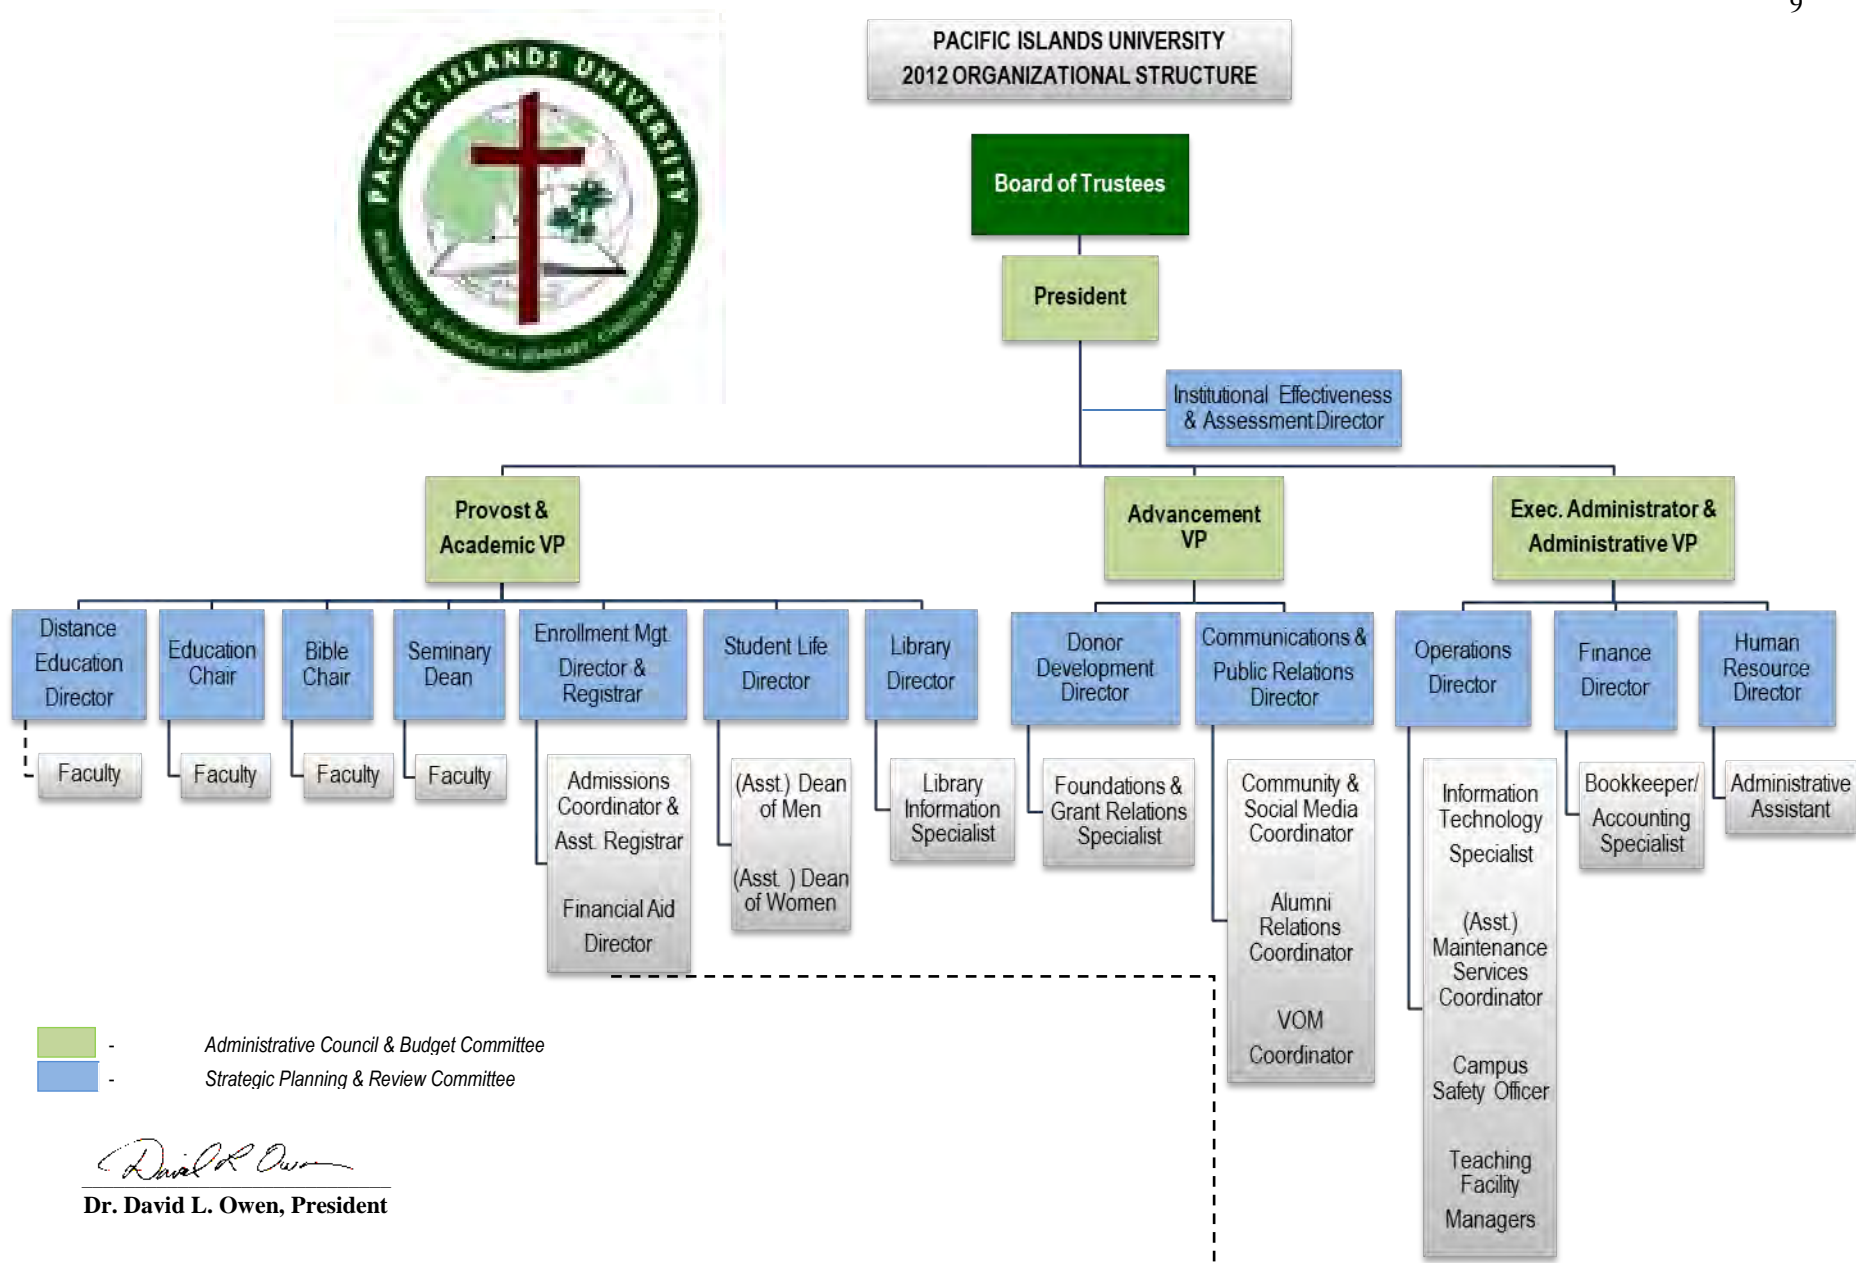 9
PACIFIC ISLANDS UNIVERSITY
PACIFIC ISLANDS UNIVERSITY
2012 ORGANIZATIONAL STRUCTURE
Board of Trustees
President
Institutional Effectiveness
& Assessment Director
Provost &
Academic VP
Advancement
VP
Exec. Administrator &
Administrative VP
Distance
Education
Director
Education
Chair
Bible
Chair
Seminary
Dean
Enrollment Mgt
Director &
Registrar
Student Life
Director
Library
Director
Donor
Development
Director
Communications &
Public Relations
Director
Operations
Director
Finance
Director
Human
Resource
Director
Faculty
Faculty
Faculty
Faculty
Admissions
Coordinator &
Asst. Registrar
Financial Aid
Director
(Asst.) Dean
of Men
(Asst. ) Dean
of Women
Library
Information
Specialist
Foundations &
Grant Relations
Specialist
Community &
Social Media
Coordinator
Alumni
Relations
Coordinator
VOM
Coordinator
Information
Technology
Specialist
(Asst.)
Maintenance
Services
Coordinator
Campus
Safety Officer
Teaching
Facility
Managers
Bookkeeper/
Accounting
Specialist
Administrative
Assistant
- Administrative Council & Budget Committee
- Strategic Planning & Review Committee
Dr. David L. Owen, President